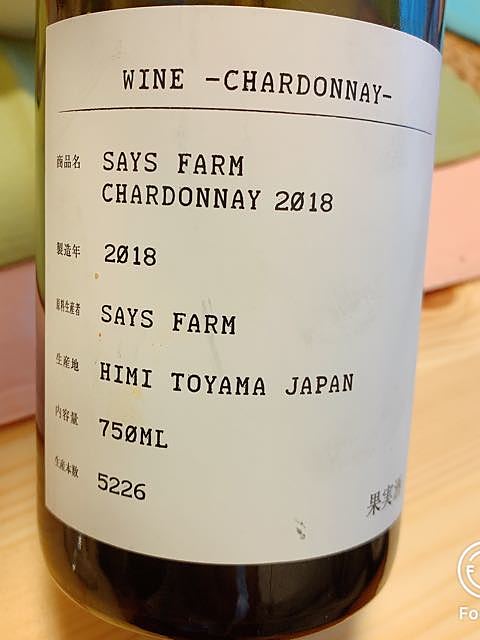 WINE -CHARDONNAY-
商品名 SAYS FARM
CHARDONNAY 2018
製造年 2018
原料生産者 SAYS FARM
生産地 HIMI TOYAMA JAPAN
内容量 750ML
生産本数 5226
果実酒
F
Fo